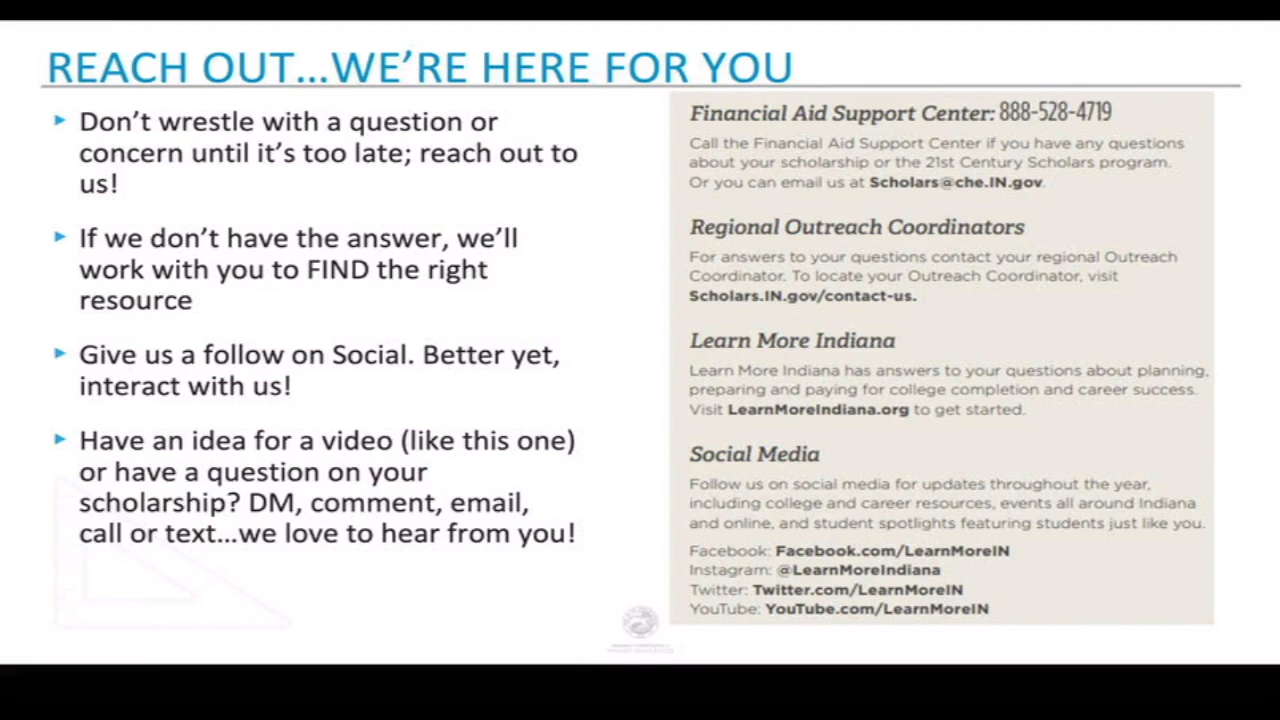 REACH OUT...WE'RE HERE FOR YOU
Don't wrestle with a question or
concern until it's too late; reach out to
us!
If we don't have the answer, we'll
work with you to FIND the right
resource
Give us a follow on Social. Better yet,
interact with us!
Have an idea for a video (like this one)
or have a question on your
scholarship? DM, comment, email,
call or text...we love to hear from you!
Financial Aid Support Center: 888-528-4719
Call the Financial Aid Support Center if you have any questions
about your scholarship or the 21st Century Scholars program.
Or you can email us at Scholars@che.IN.gov.
Regional Outreach Coordinators
For answers to your questions contact your regional Outreach
Coordinator. To locate your Outreach Coordinator, visit
Scholars.IN.gov/contact-us.
Learn More Indiana
Learn More Indiana has answers to your questions about planning,
preparing and paying for college completion and career success.
Visit LearnMoreIndiana.org to get started.
Social Media
Follow us on social media for updates throughout the year,
including college and career resources, events all around Indiana
and online, and student spotlights featuring students just like you.
Facebook: Facebook.com/LearnMoreIN
Instagram: @LearnMoreIndiana
Twitter: Twitter.com/LearnMoreIN
YouTube: YouTube.com/LearnMoreIN